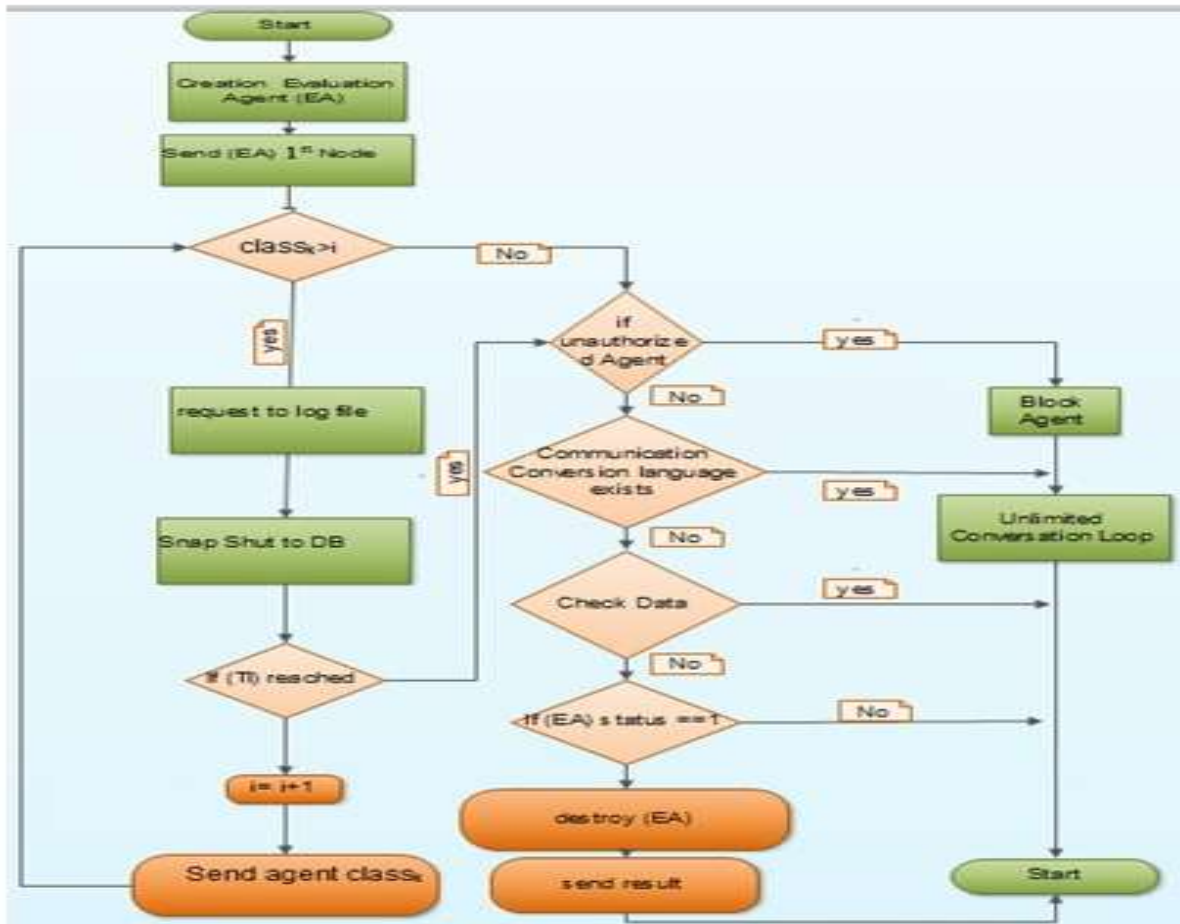 Start
Creation Evaluation
Agent (EA)
Send (EA) 1st Node
classk>i
No
yes
if
unauthorize
d Agent
yes
No
request to log file
Block
Agent
Communication
Conversion language
exists
yes
yes
Unlimited
Conversation Loop
Snap Shut to DB
No
Check Data
yes
No
If (TI) reached
If (EA) status ==1
No
i= i+1
destroy (EA)
Send agent classk
send result
Start